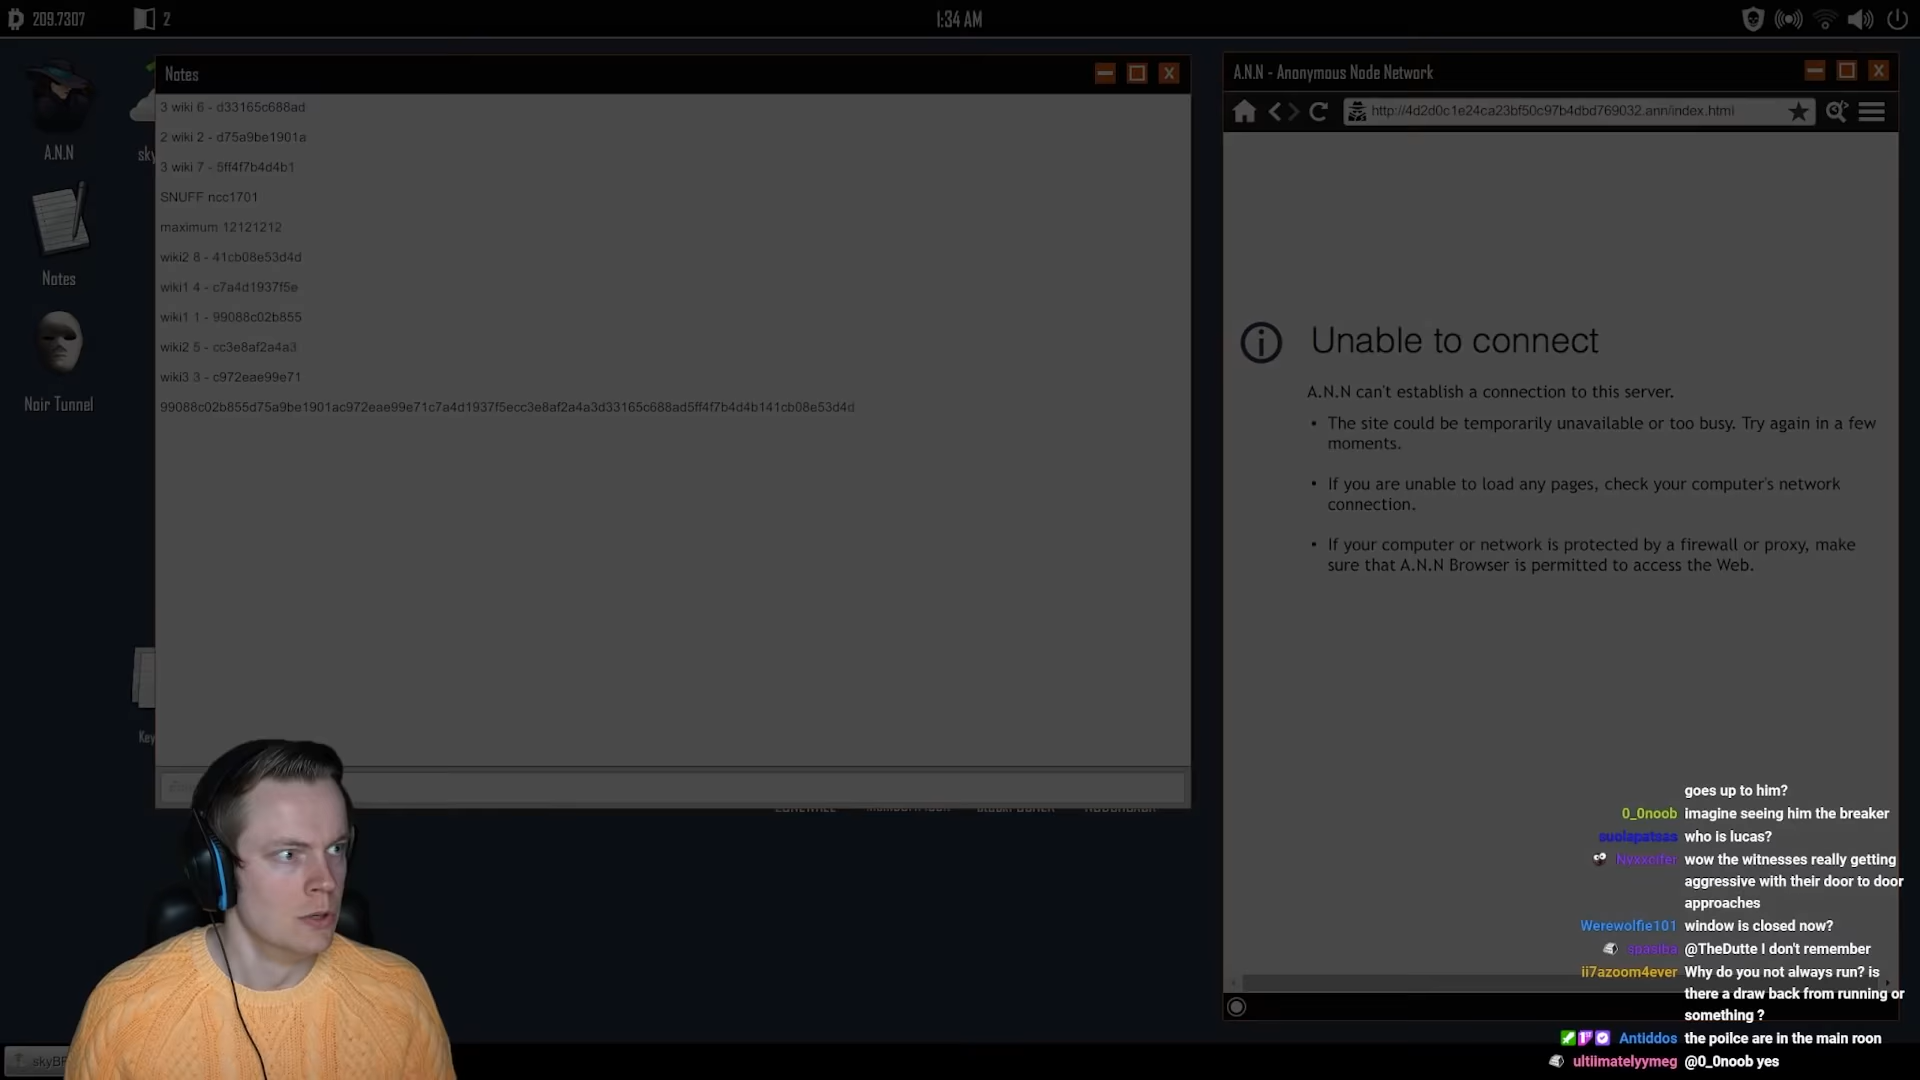 209.7307
2
1:34 AM
A.N.N
Notes
Noir Tunnel
Notes
3 wiki 6 - d33165c688ad
2 wiki 2 - d75a9be1901a
3 wiki 7 - 5ff4f7b4d4b1
SNUFF ncc1701
maximum 12121212
wiki2 8 - 41cb08e53d4d
wiki1 4 - c7a4d1937f5e
wiki1 1 - 99088c02b855
wiki2 5 - cc3e8af2a4a3
wiki3 3 - c972eae99e71
99088c02b855d75a9be1901ac972eae99e71c7a4d1937f5ecc3e8af2a4a3d33165c688ad5ff4f7b4d4b141cb08e53d4d
A.N.N - Anonymous Node Network
http://4d2d0c1e24ca23bf50c97b4dbd769032.ann/index.html
Unable to connect
A.N.N can't establish a connection to this server.
• The site could be temporarily unavailable or too busy. Try again in a few
moments.
• If you are unable to load any pages, check your computer's network
connection.
• If your computer or network is protected by a firewall or proxy, make
sure that A.N.N Browser is permitted to access the Web.
goes up to him?
0_0noob imagine seeing him the breaker
suolapatsas who is lucas?
Nyxxcifer wow the witnesses really getting
aggressive with their door to door
approaches
Werewolfie101 window is closed now?
spasiba @TheDutte I don't remember
ii7azoom4ever Why do you not always run? is
there a draw back from running or
something ?
Antiddos the poilce are in the main roon
ultiimatelyymeg @0_0noob yes